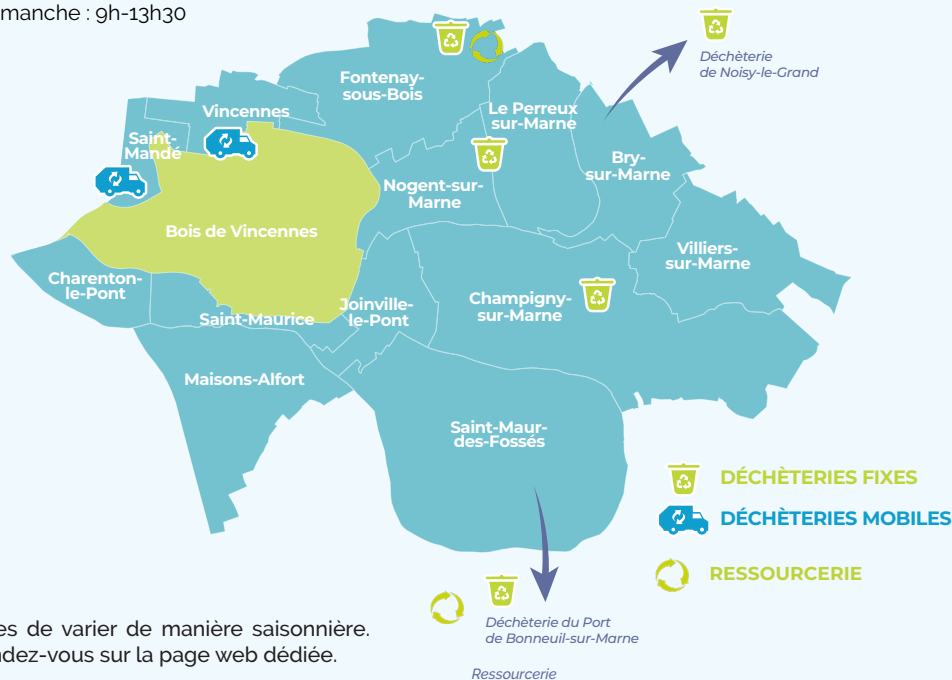 manche : 9h-13h30
Déchèterie
de Noisy-le-Grand
Fontenay-
sous-Bois
Vincennes
Le Perreux
sur-Marne
Saint-
Mandé
Bry-
sur-Marne
Nogent-sur-
Marne
Bois de Vincennes
Villiers-
sur-Marne
Charenton-
le-Pont
Joinville-
le-Pont
Champigny-
sur-Marne
Saint-Maurice
Maisons-Alfort
Saint-Maur-
des-Fossés
DÉCHÈTERIES FIXES
DÉCHÈTERIES MOBILES
RESSOURCERIE
Déchèterie du Port
de Bonneuil-sur-Marne
Ressourcerie
es de varier de manière saisonnière.
ndez-vous sur la page web dédiée.